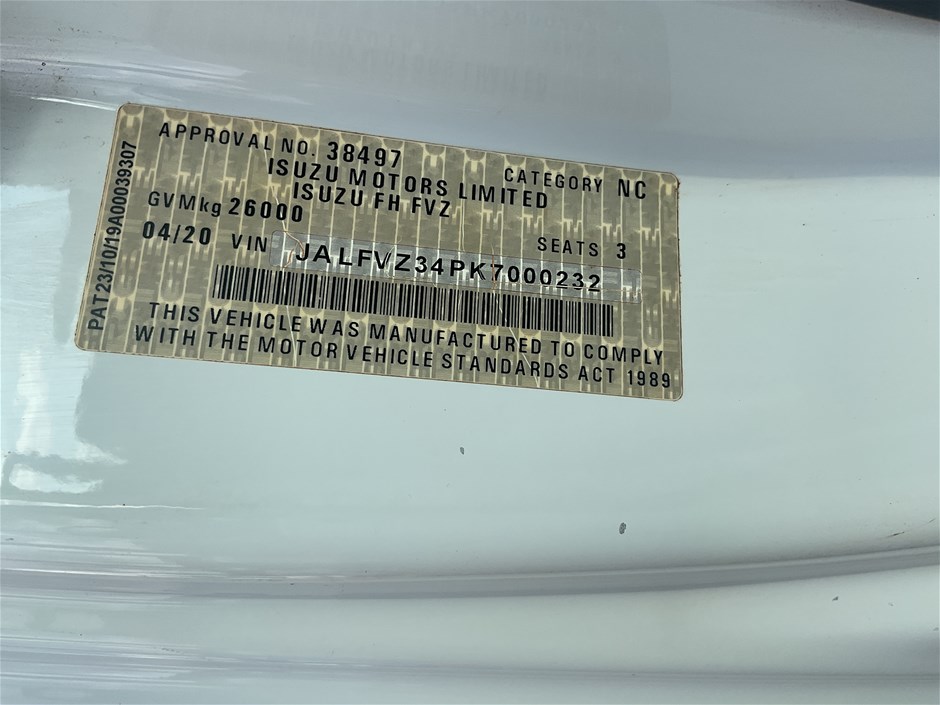 APPROVAL NO. 38497 CATEGORY NC
ISUZU MOTORS LIMITED
ISUZU FH FVZ
GVMkg 26000
04/20 VIN JALFVZ34PK7000232 SEATS 3
THIS VEHICLE WAS MANUFACTURED TO COMPLY
WITH THE MOTOR VEHICLE STANDARDS ACT 1989
PAT23/10/19A00039307